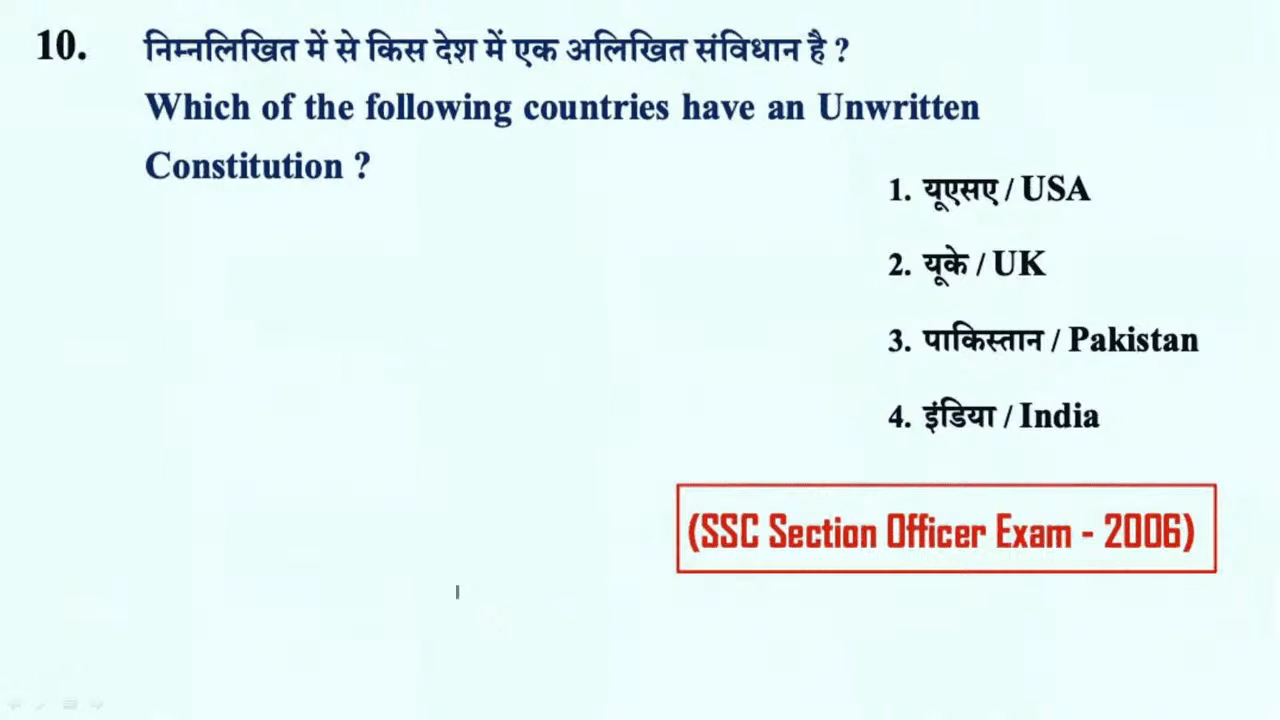 10. निम्नलिखित में से किस देश में एक अलिखित संविधान है ?
Which of the following countries have an Unwritten
Constitution ?
1. यूएसए / USA
2. यूके / UK
3. पाकिस्तान / Pakistan
4. इंडिया / India
(SSC Section Officer Exam - 2006)